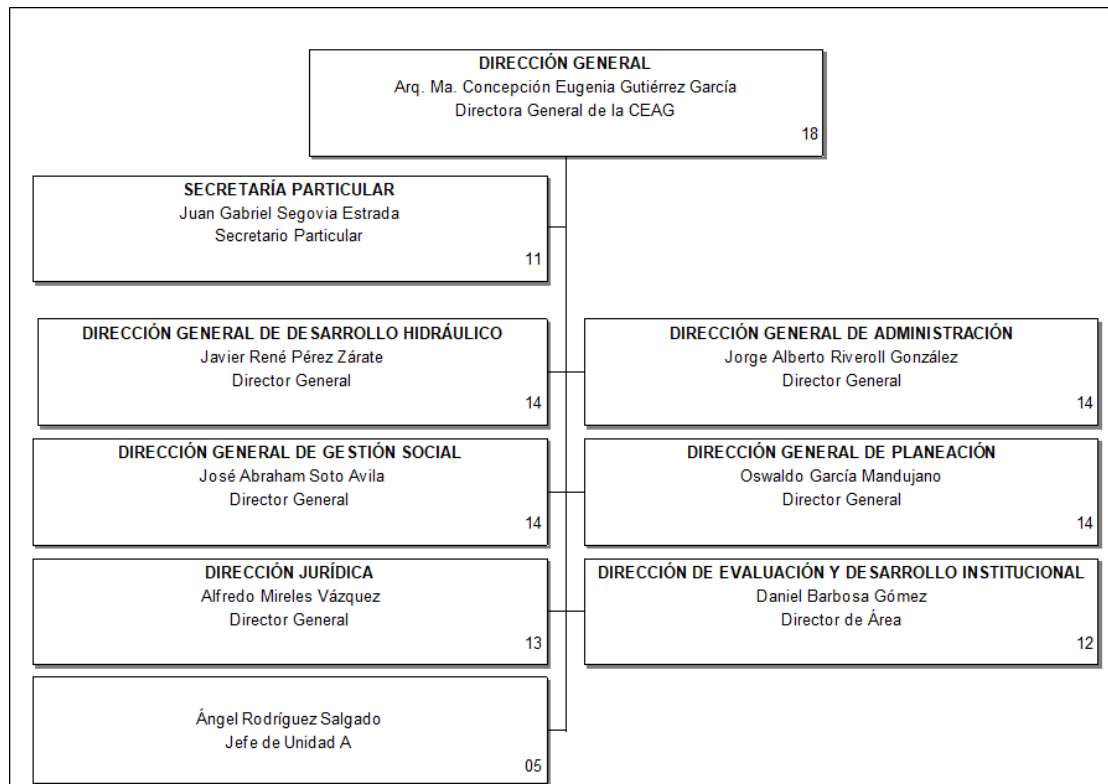 DIRECCIÓN GENERAL
Arq. Ma. Concepción Eugenia Gutiérrez García
Directora General de la CEAG
18
SECRETARÍA PARTICULAR
Juan Gabriel Segovia Estrada
Secretario Particular
11
DIRECCIÓN GENERAL DE DESARROLLO HIDRÁULICO
Javier René Pérez Zárate
Director General
14
DIRECCIÓN GENERAL DE ADMINISTRACIÓN
Jorge Alberto Riveroll González
Director General
14
DIRECCIÓN GENERAL DE GESTIÓN SOCIAL
José Abraham Soto Avila
Director General
14
DIRECCIÓN GENERAL DE PLANEACIÓN
Oswaldo García Mandujano
Director General
14
DIRECCIÓN JURÍDICA
Alfredo Mireles Vázquez
Director General
13
DIRECCIÓN DE EVALUACIÓN Y DESARROLLO INSTITUCIONAL
Daniel Barbosa Gómez
Director de Área
12
Ángel Rodríguez Salgado
Jefe de Unidad A
05